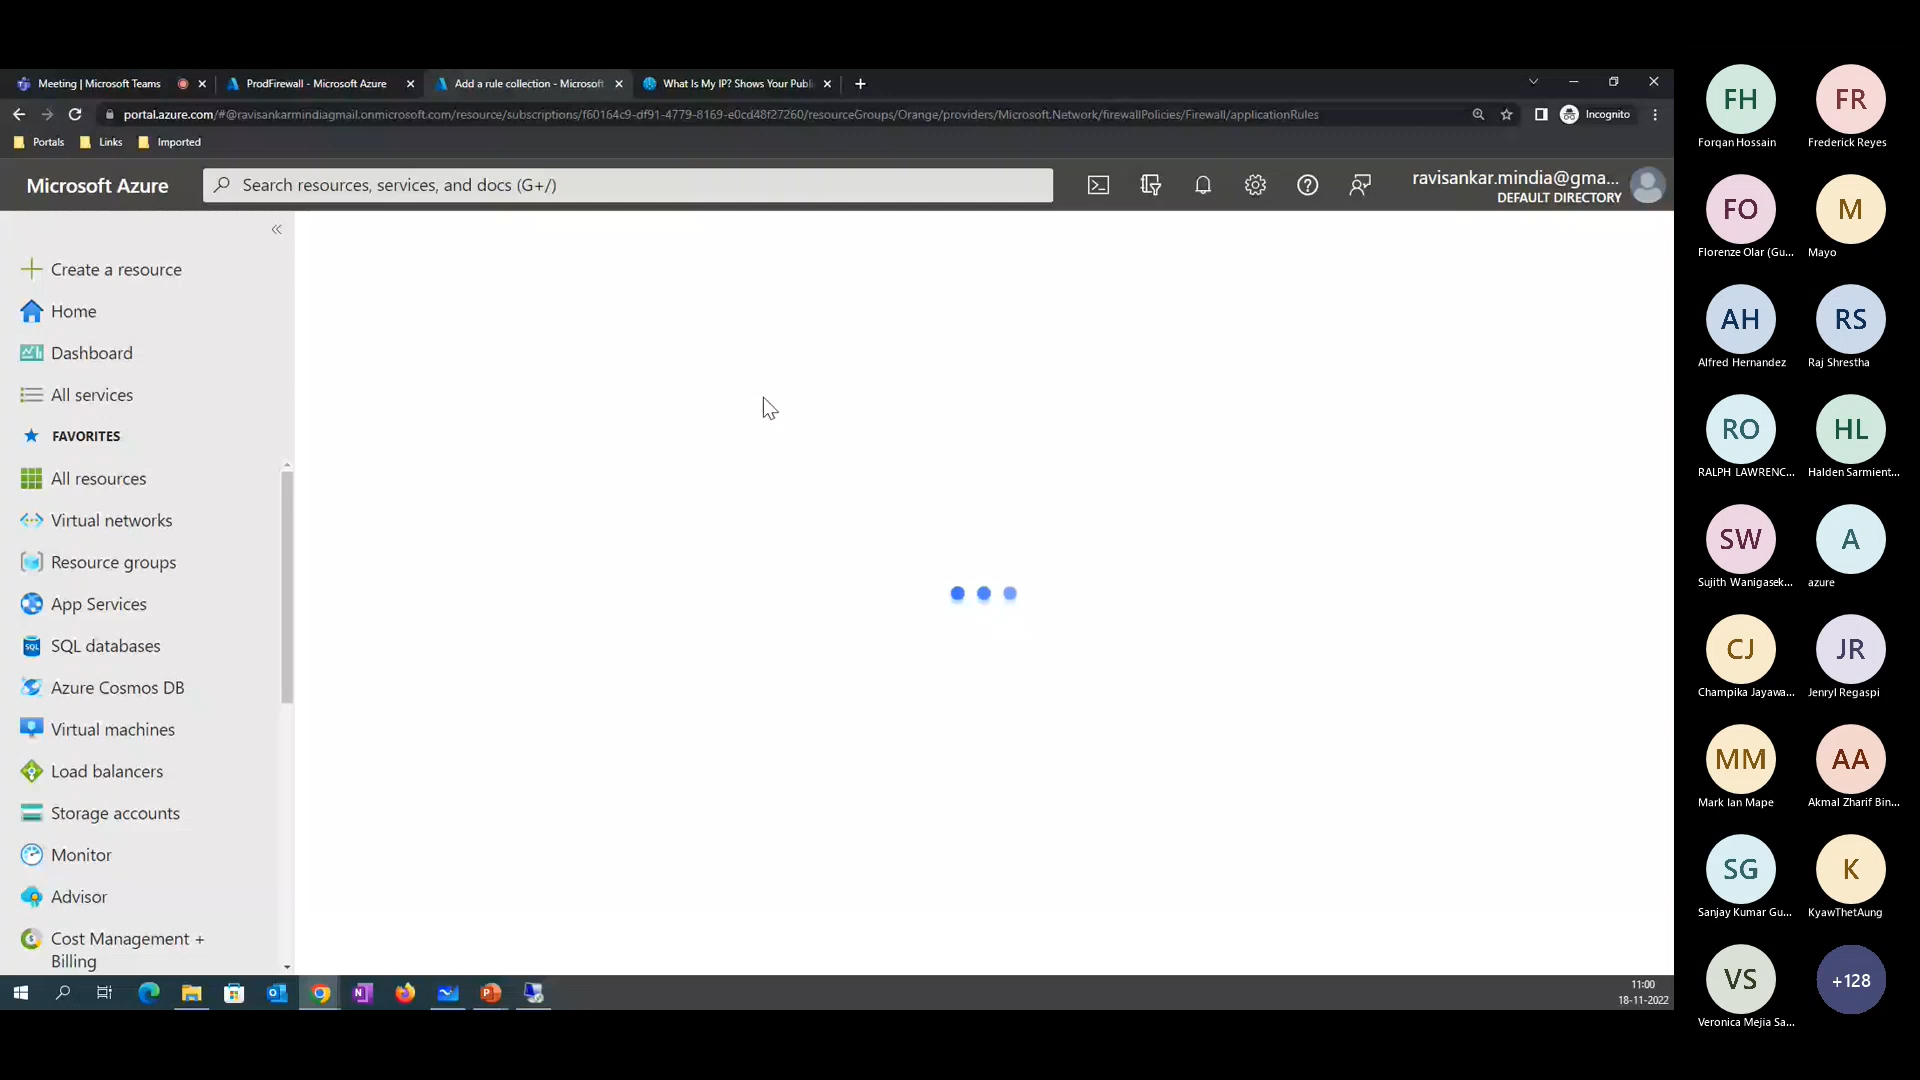 Meeting | Microsoft Teams
ProdFirewall - Microsoft Azure
Add a rule collection - Microsoft
What Is My IP? Shows Your Publ
portal.azure.com/#@ravisankarmindiagmail.onmicrosoft.com/resource/subscriptions/f60164c9-df91-4779-8169-e0cd48f27260/resourceGroups/Orange/providers/Microsoft.Network/firewallPolicies/Firewall/applicationRules
Incognito
Portals
Links
Imported
Microsoft Azure
Search resources, services, and docs (G+/)
ravisankar.mindia@gma...
DEFAULT DIRECTORY
Create a resource
Home
Dashboard
All services
FAVORITES
All resources
Virtual networks
Resource groups
App Services
SQL databases
Azure Cosmos DB
Virtual machines
Load balancers
Storage accounts
Monitor
Advisor
Cost Management +
Billing
11:00
18-11-2022
FH
Forqan Hossain
FR
Frederick Reyes
FO
Florenze Olar (Gu...
M
Mayo
AH
Alfred Hernandez
RS
Raj Shrestha
RO
RALPH LAWRENC...
HL
Halden Sarmient...
SW
Sujith Wanigasek...
A
azure
CJ
Champika Jayawa...
JR
Jenryl Regaspi
MM
Mark Ian Mape
AA
Akmal Zharif Bin...
SG
Sanjay Kumar Gu...
K
KyawThetAung
VS
Veronica Mejia Sa...
+128